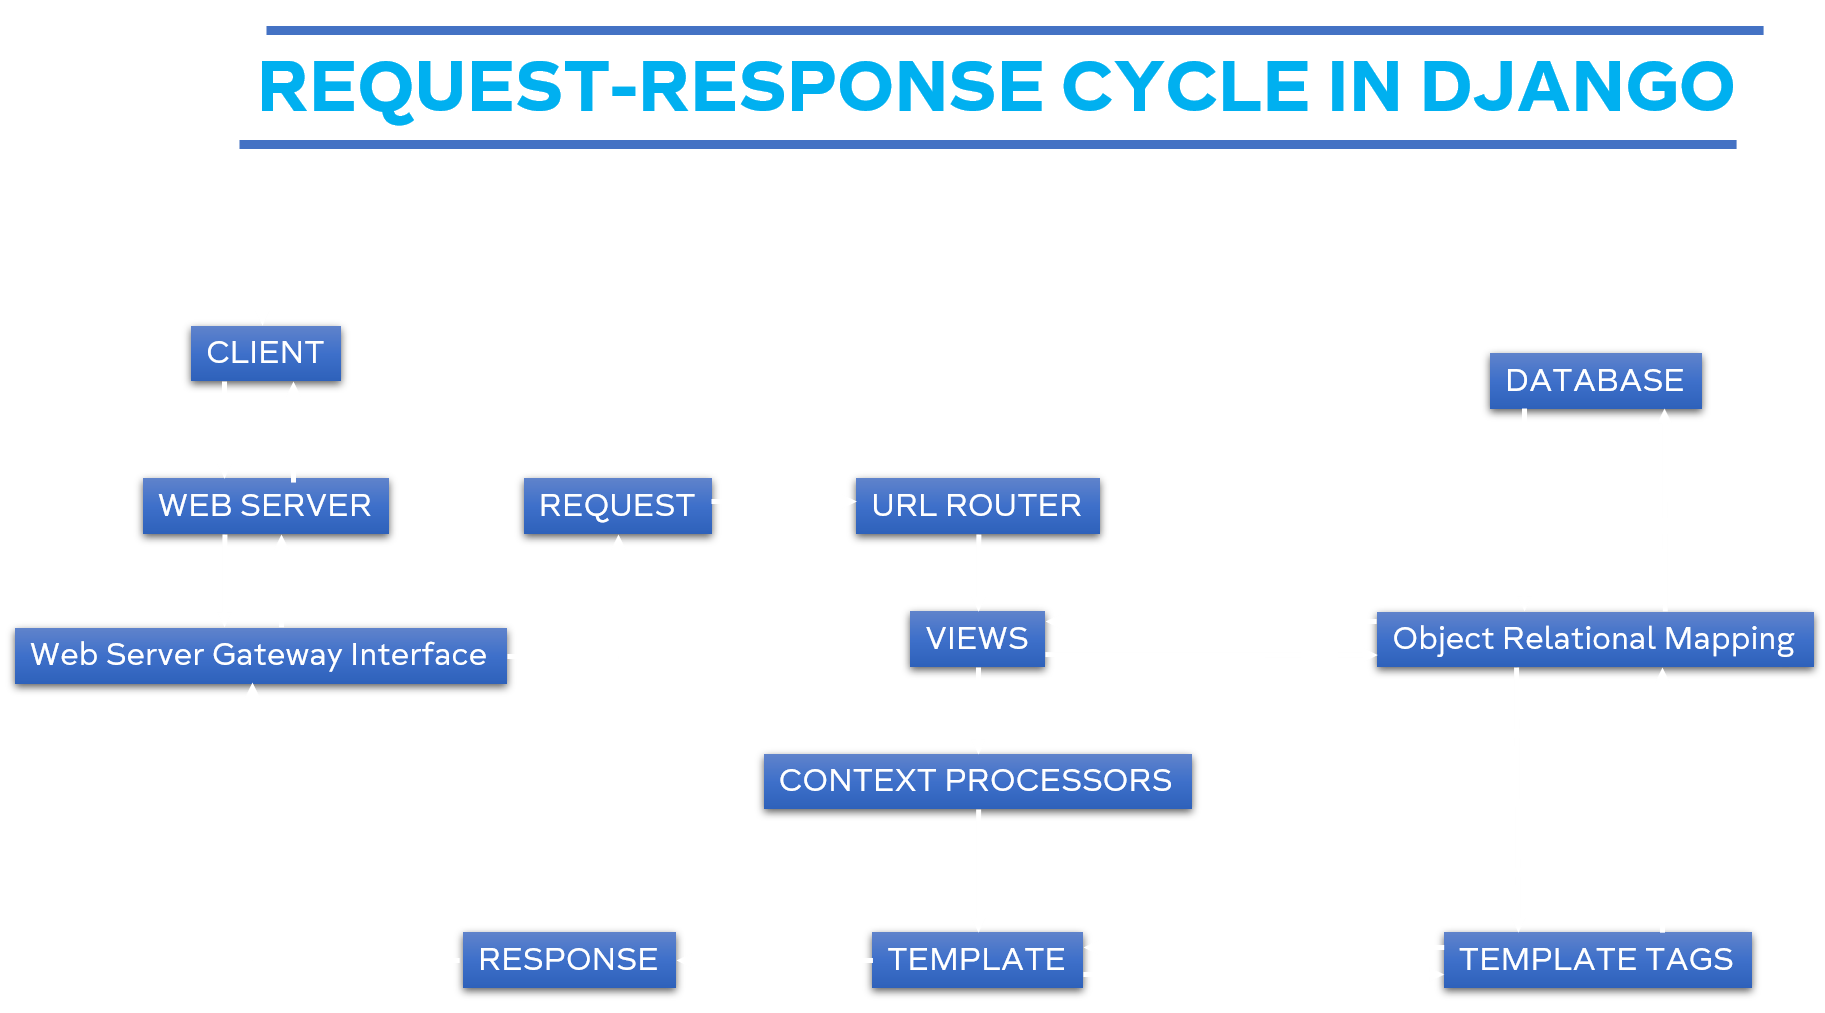 REQUEST-RESPONSE CYCLE IN DJANGO
CLIENT
DATABASE
WEB SERVER
REQUEST
URL ROUTER
Web Server Gateway Interface
VIEWS
Object Relational Mapping
CONTEXT PROCESSORS
RESPONSE
TEMPLATE
TEMPLATE TAGS